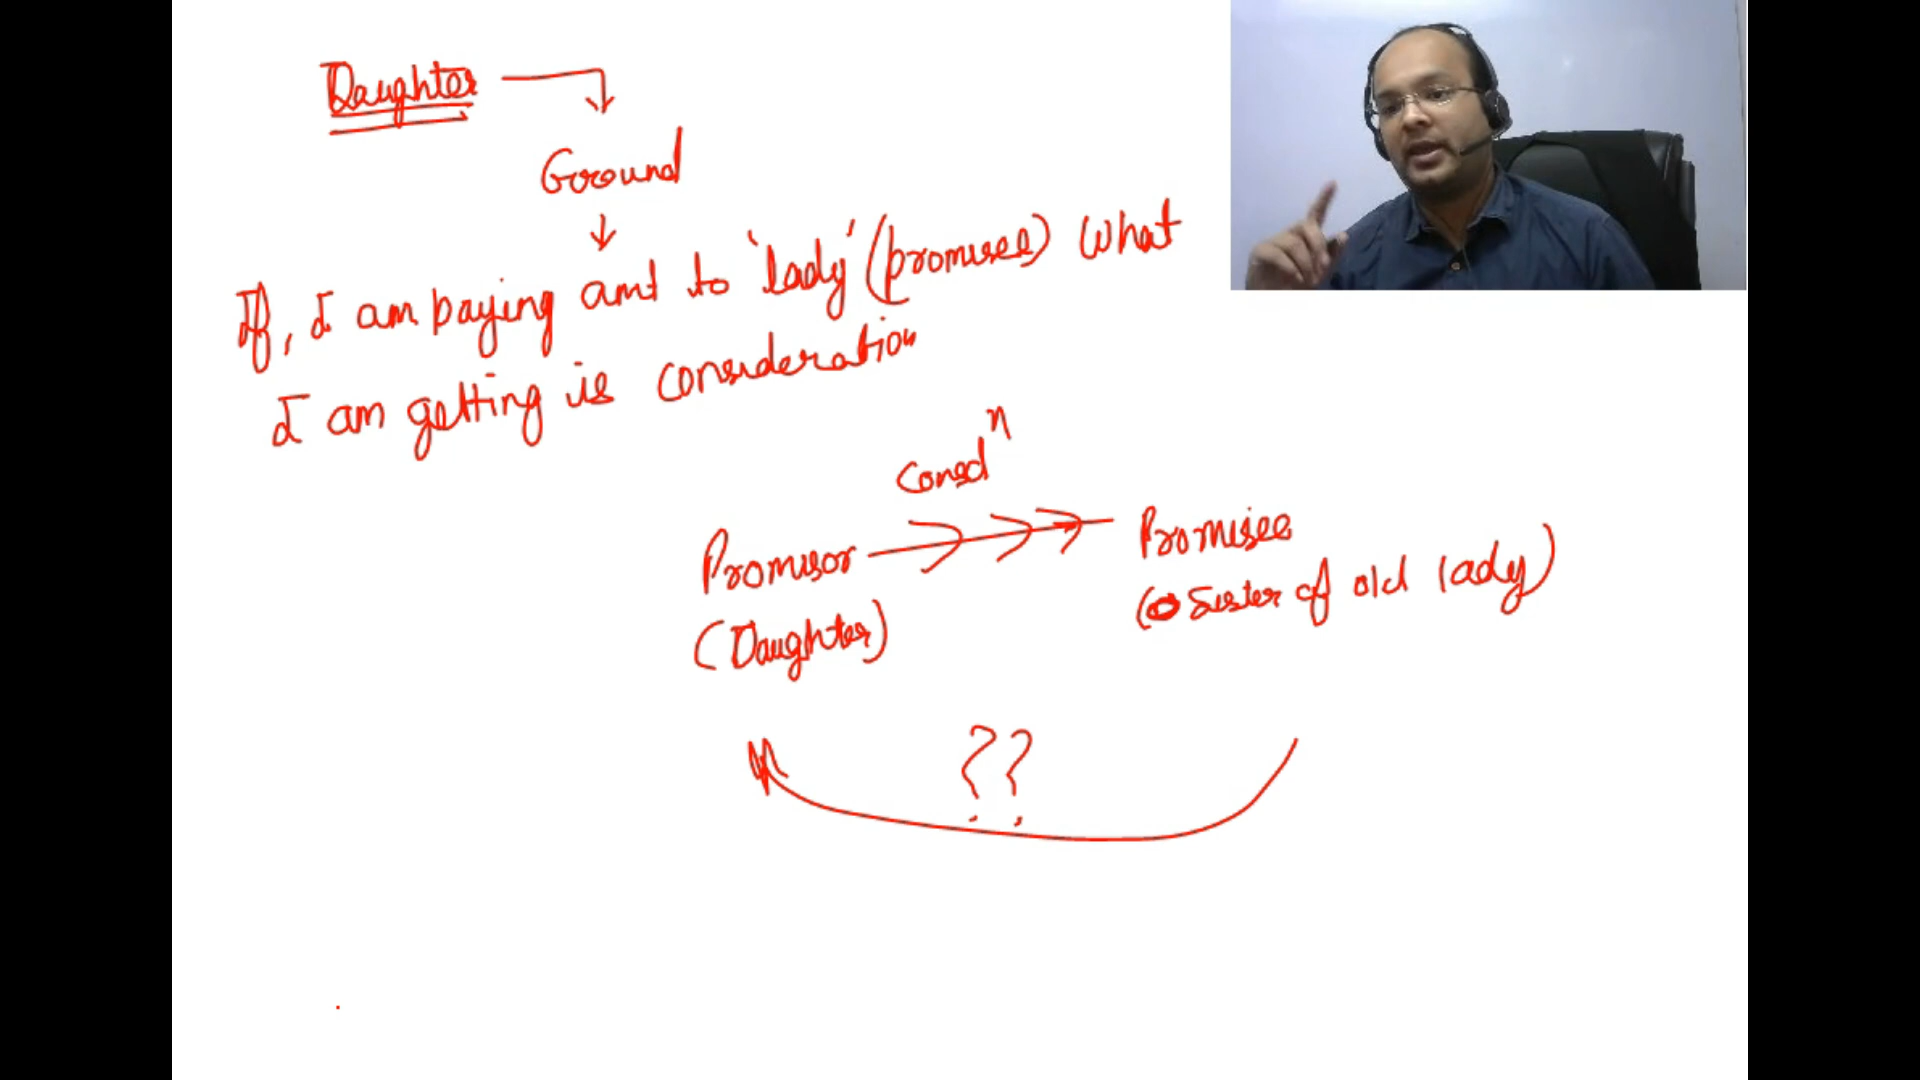 Daughter
Ground
If, I am paying amt to 'lady' (promisee) what
I am getting is consideration
Consdⁿ
Promisor
Promisee
(Daughter)
(Sister of old lady)
??